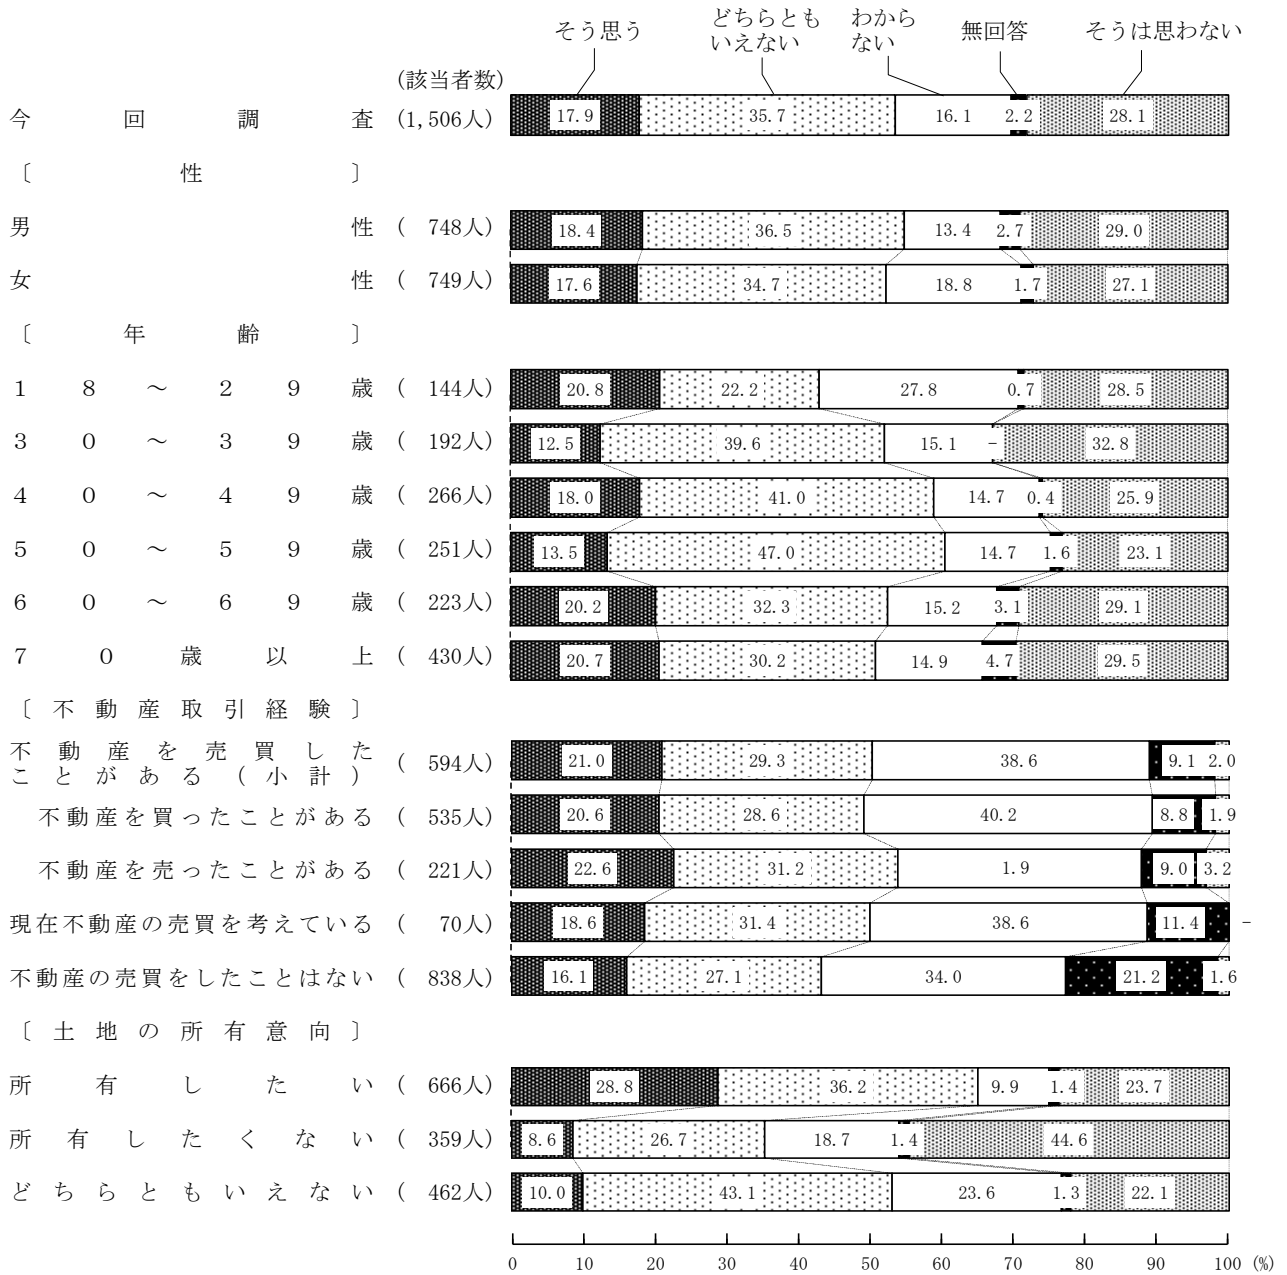 そう思う どちらとも わから 無回答 そうは思わない
いえない ない
(該当者数)
今回調査 (1,506人) 17.9 35.7 16.1 2.2 28.1
〔性〕
男性 ( 748人) 18.4 36.5 13.4 2.7 29.0
女性 ( 749人) 17.6 34.7 18.8 1.7 27.1
〔年齢〕
18～29歳 ( 144人) 20.8 22.2 27.8 0.7 28.5
30～39歳 ( 192人) 12.5 39.6 15.1 - 32.8
40～49歳 ( 266人) 18.0 41.0 14.7 0.4 25.9
50～59歳 ( 251人) 13.5 47.0 14.7 1.6 23.1
60～69歳 ( 223人) 20.2 32.3 15.2 3.1 29.1
70歳以上 ( 430人) 20.7 30.2 14.9 4.7 29.5
〔不動産取引経験〕
不動産を売買した
ことがある(小計) ( 594人) 21.0 29.3 38.6 9.1 2.0
不動産を買ったことがある ( 535人) 20.6 28.6 40.2 8.8 1.9
不動産を売ったことがある ( 221人) 22.6 31.2 1.9 9.0 3.2
現在不動産の売買を考えている ( 70人) 18.6 31.4 38.6 11.4 -
不動産の売買をしたことはない ( 838人) 16.1 27.1 34.0 21.2 1.6
〔土地の所有意向〕
所有したい ( 666人) 28.8 36.2 9.9 1.4 23.7
所有したくない ( 359人) 8.6 26.7 18.7 1.4 44.6
どちらともいえない ( 462人) 10.0 43.1 23.6 1.3 22.1
0 10 20 30 40 50 60 70 80 90 100 (%)